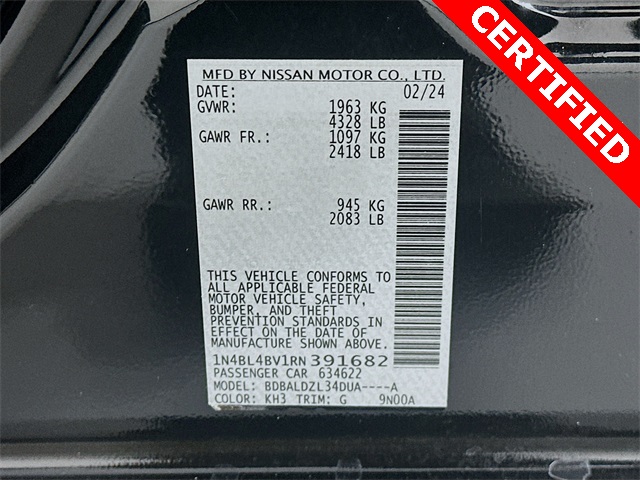 CERTIFIED
MFD BY NISSAN MOTOR CO., LTD.
DATE: 02/24
GVWR: 1963 KG
4328 LB
GAWR FR.: 1097 KG
2418 LB
GAWR RR.: 945 KG
2083 LB
THIS VEHICLE CONFORMS TO
ALL APPLICABLE FEDERAL
MOTOR VEHICLE SAFETY,
BUMPER, AND THEFT
PREVENTION STANDARDS IN
EFFECT ON THE DATE OF
MANUFACTURE SHOWN ABOVE.
1N4BL4BV1RN391682
PASSENGER CAR 634622
MODEL: BDBALDZL34DUA----A
COLOR: KH3 TRIM: G 9N00A